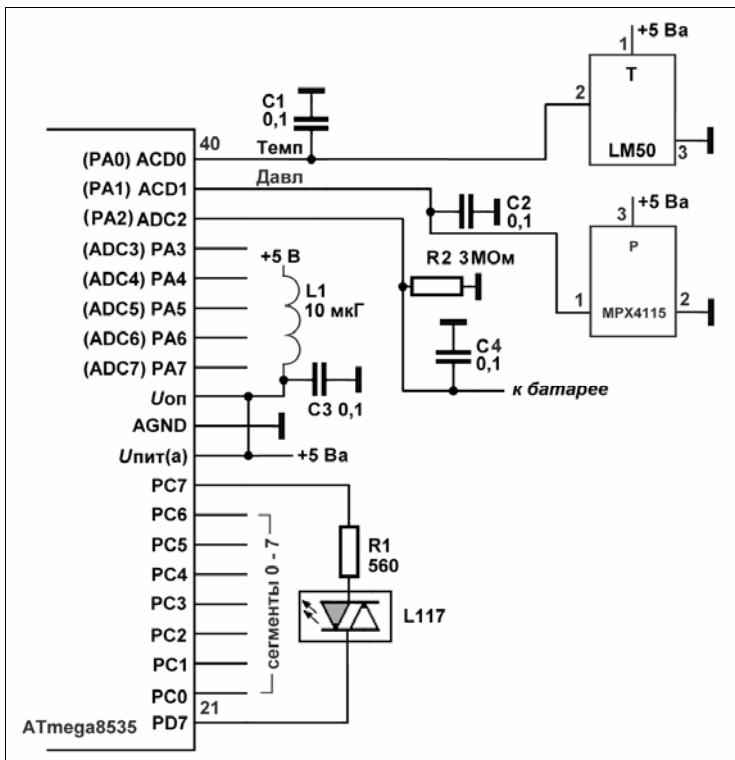 +5 Ва
1
T
2
LM50
3
C1
0,1
40
Темп
(PA0) ACD0
Давл
(PA1) ACD1
(PA2) ADC2
C2
0,1
+5 Ва
3
P
1
MPX4115
2
R2 3МОм
(ADC3) PA3
+5 В
(ADC4) PA4
L1
10 мкГ
(ADC5) PA5
(ADC6) PA6
(ADC7) PA7
C4
0,1
к батарее
Uоп
C3 0,1
AGND
Uпит(а)
+5 Ва
PC7
PC6
PC5
PC4
PC3
PC2
PC1
PC0
сегменты 0 - 7
R1
560
L117
21
PD7
ATmega8535